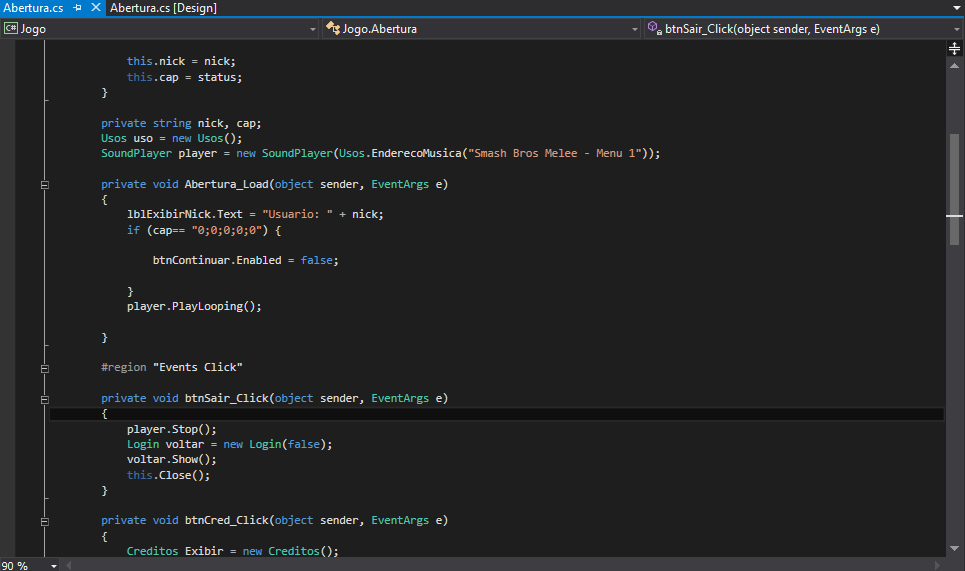 Abertura.cs Abertura.cs [Design]
C# Jogo Jogo.Abertura btnSair_Click(object sender, EventArgs e)
this.nick = nick;
this.cap = status;
}
private string nick, cap;
Usos uso = new Usos();
SoundPlayer player = new SoundPlayer(Usos.EnderecoMusica("Smash Bros Melee - Menu 1"));
private void Abertura_Load(object sender, EventArgs e)
{
lblExibirNick.Text = "Usuario: " + nick;
if (cap== "0;0;0;0;0") {
btnContinuar.Enabled = false;
}
player.PlayLooping();
}
#region "Events Click"
private void btnSair_Click(object sender, EventArgs e)
{
player.Stop();
Login voltar = new Login(false);
voltar.Show();
this.Close();
}
private void btnCred_Click(object sender, EventArgs e)
{
Creditos Exibir = new Creditos();
90 %